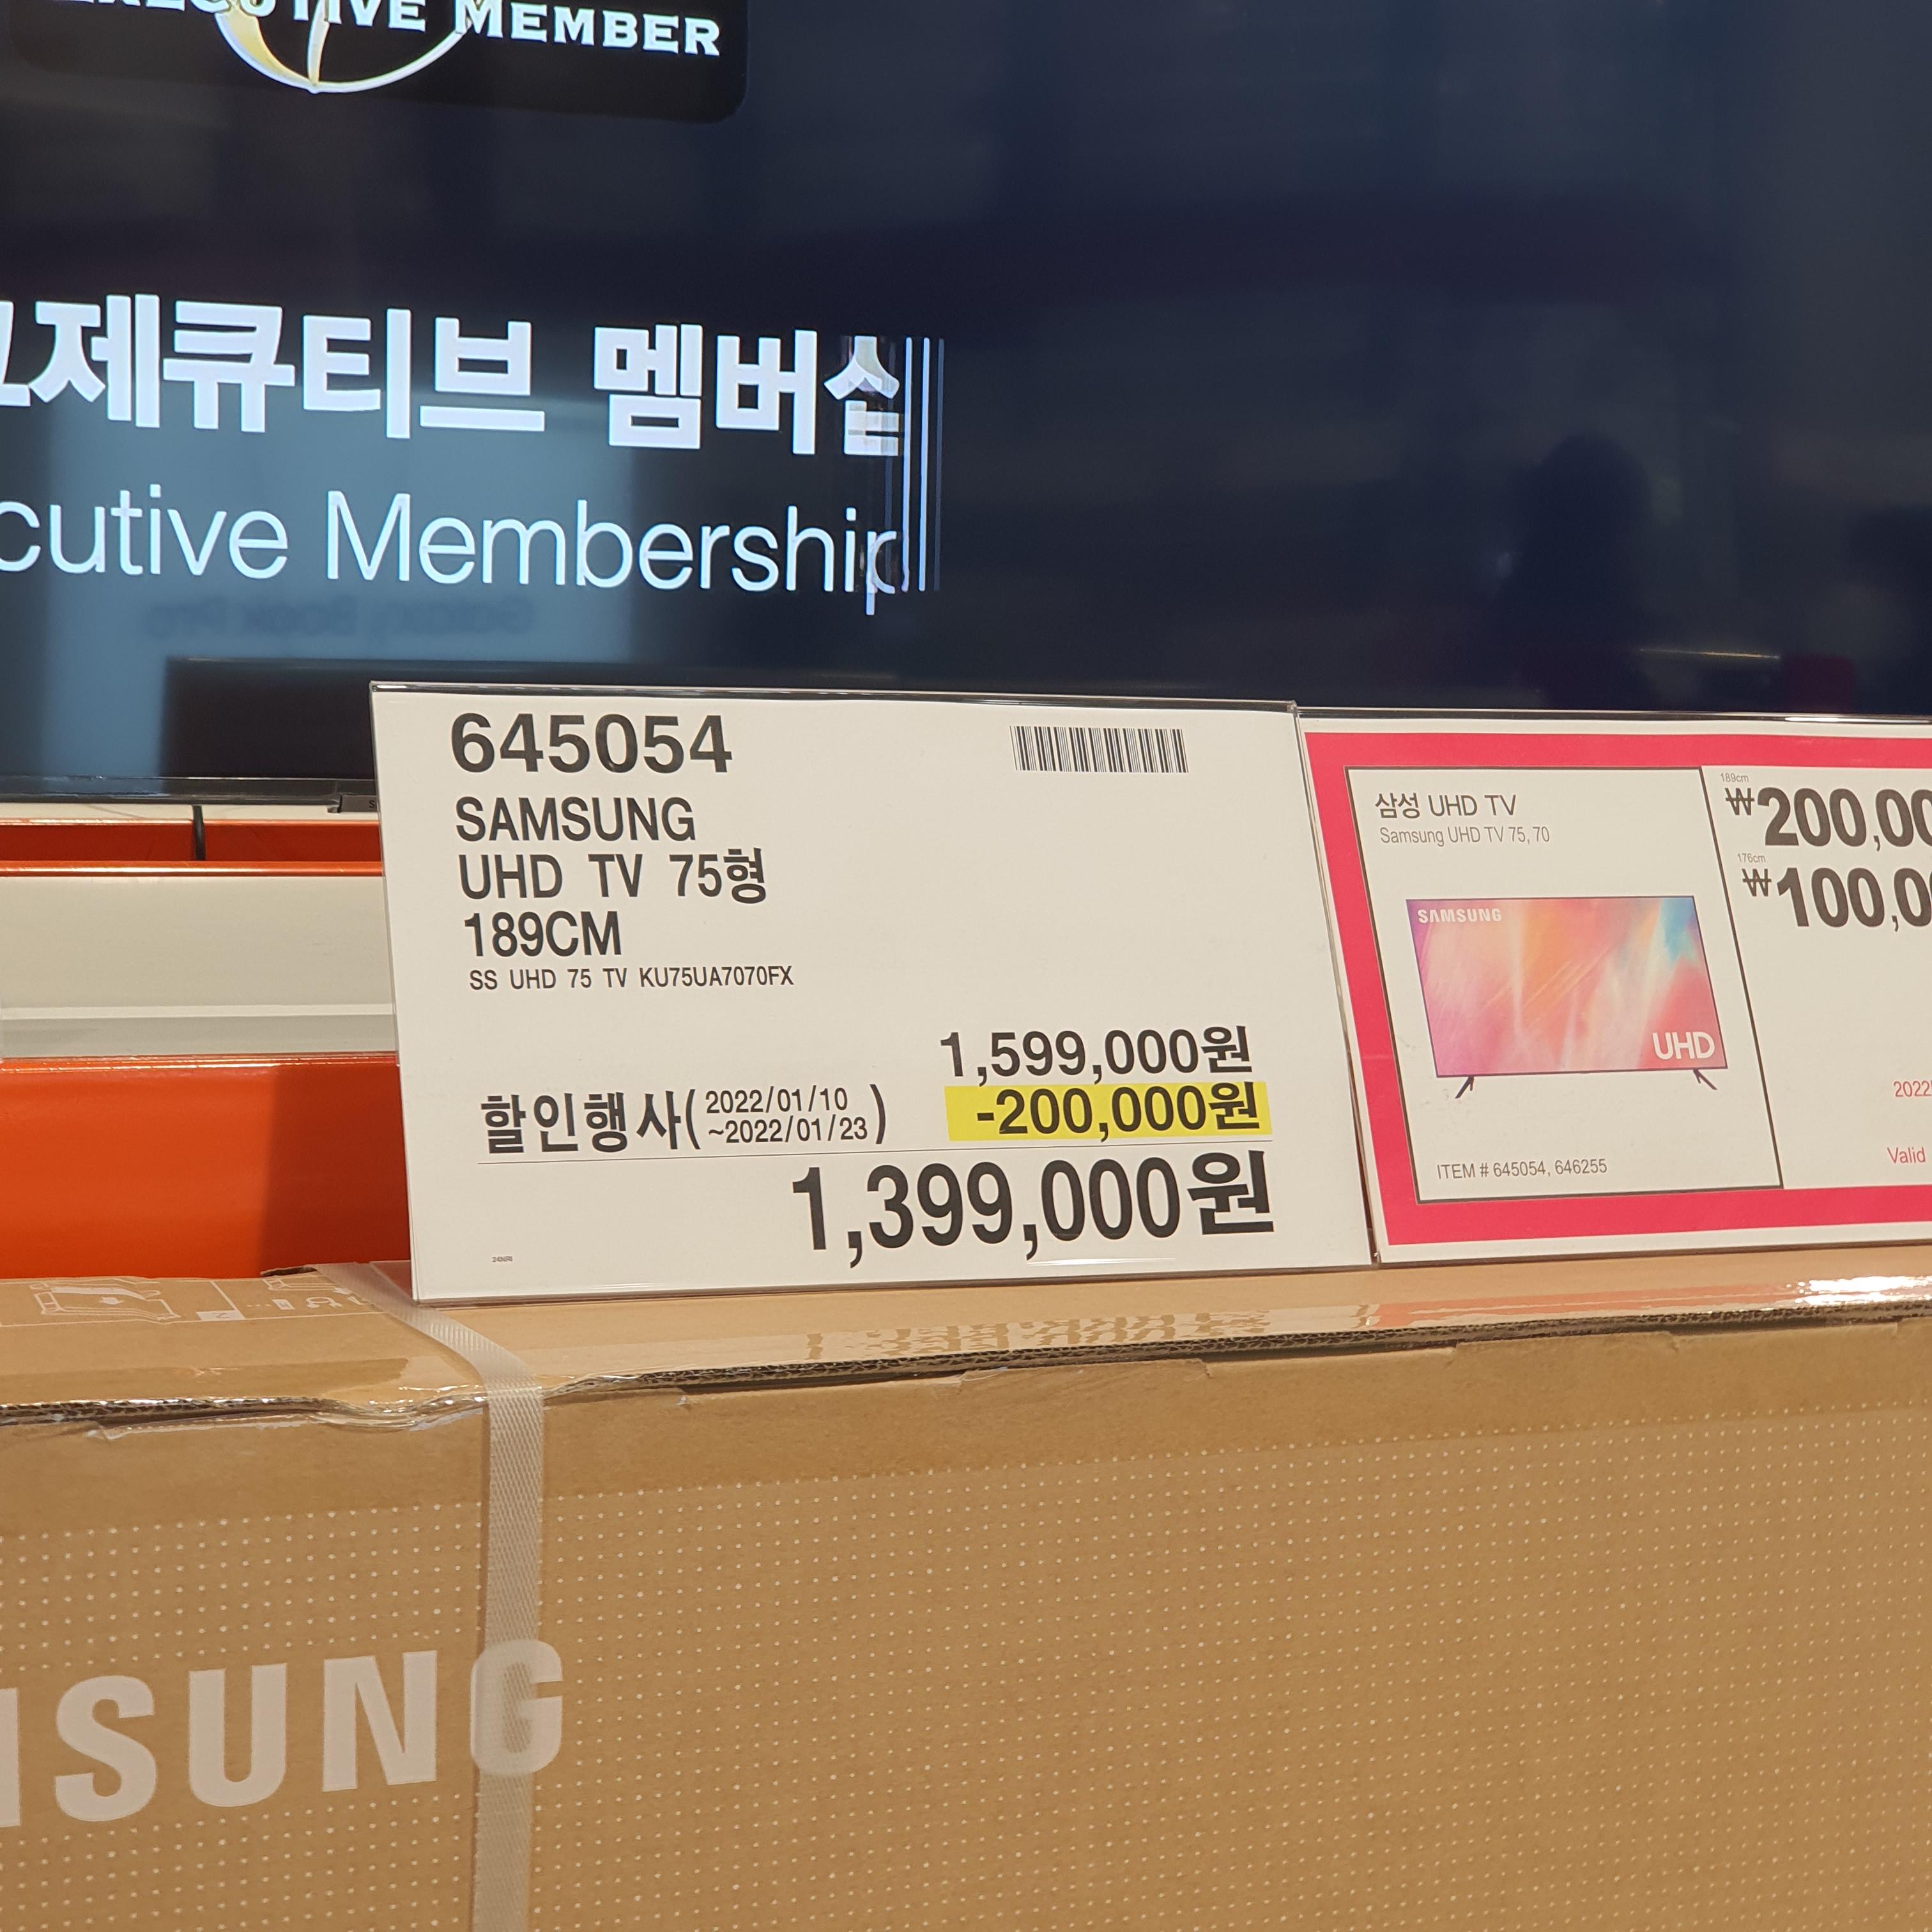 EXECUTIVE MEMBER
제큐티브 멤버십
cutive Membership
645054
SAMSUNG
UHD TV 75형
189CM
SS UHD 75 TV KU75UA7070FX
1,599,000원
할인행사(2022/01/10
~2022/01/23)
-200,000원
1,399,000원
삼성 UHD TV
Samsung UHD TV 75, 70
SAMSUNG
UHD
ITEM # 645054, 646255
189cm
₩200,00
176cm
₩100,0
2022
Valid
SUNG